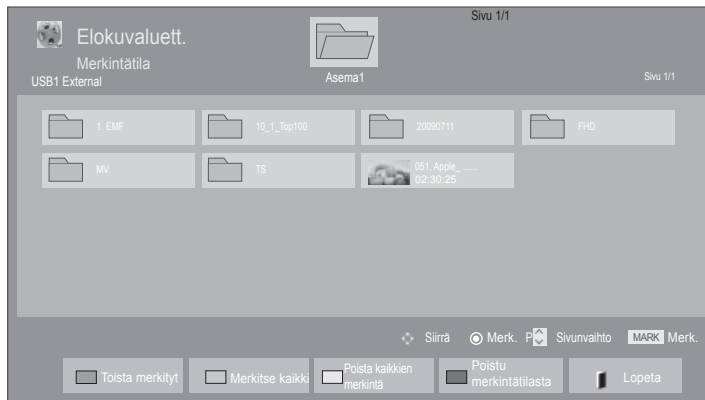 Sivu 1/1
Elokuvaluett.
Merkintätila
USB1 External
Asema1
Sivu 1/1
1. EMF
10_1_Top100
20090711
FHD
MV
TS
051. Apple_ ......
02:30:25
Siirrä
Merk.
P
Sivunvaihto
MARK Merk.
Toista merkityt
Merkitse kaikki
Poista kaikkien
merkintä
Poistu
merkintätilasta
Lopeta